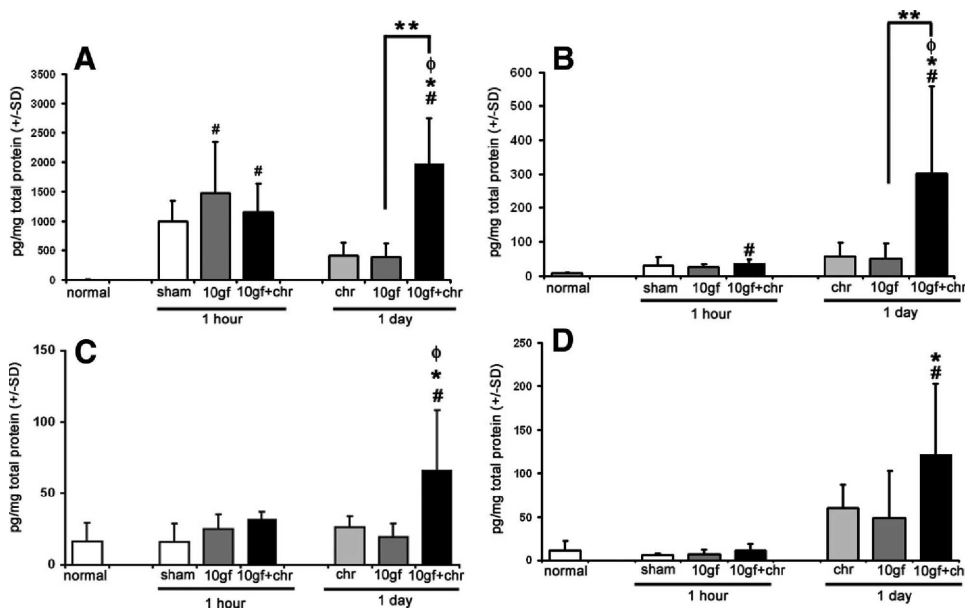 A
**
ϕ
*
#
#
#
pg/mg total protein (+/-SD)
3500
3000
2500
2000
1500
1000
500
0
normal
sham 10gf 10gf+chr
chr 10gf 10gf+chr
1 hour
1 day
B
**
ϕ
*
#
#
pg/mg total protein (+/-SD)
600
500
400
300
200
100
0
normal
sham 10gf 10gf+chr
chr 10gf 10gf+chr
1 hour
1 day
C
ϕ
*
#
pg/mg total protein (+/-SD)
150
100
50
0
normal
sham 10gf 10gf+chr
chr 10gf 10gf+chr
1 hour
1 day
D
*
#
pg/mg total protein (+/-SD)
250
200
150
100
50
0
normal
sham 10gf 10gf+chr
chr 10gf 10gf+chr
1 hour
1 day